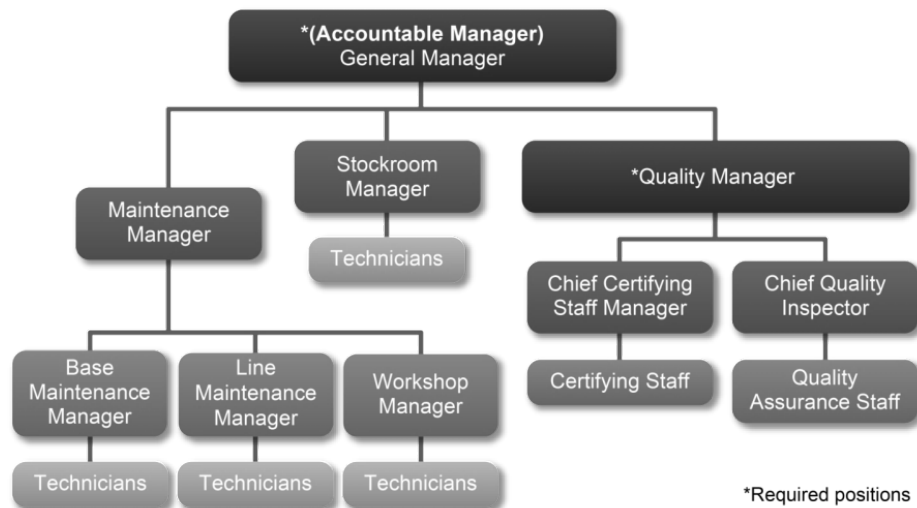 *(Accountable Manager)
General Manager
Stockroom
Manager
*Quality Manager
Maintenance
Manager
Technicians
Chief Certifying
Staff Manager
Chief Quality
Inspector
Base
Maintenance
Manager
Line
Maintenance
Manager
Workshop
Manager
Certifying Staff
Quality
Assurance Staff
Technicians
Technicians
Technicians
*Required positions